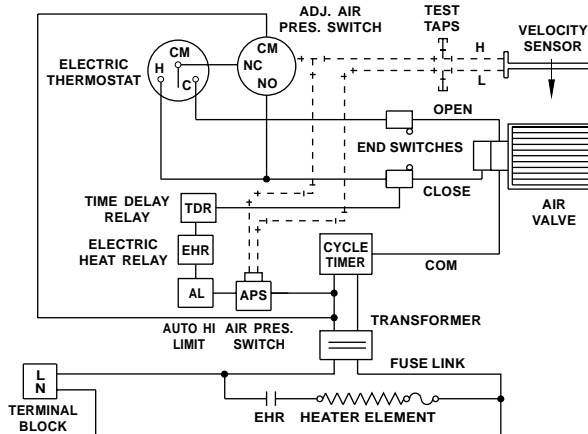 ADJ. AIR
PRES. SWITCH
TEST
TAPS
VELOCITY
SENSOR
ELECTRIC
THERMOSTAT
CM
H
C
CM
NC
NO
H
L
OPEN
END SWITCHES
CLOSE
AIR
VALVE
TIME DELAY
RELAY
TDR
ELECTRIC
HEAT RELAY
EHR
CYCLE
TIMER
COM
AL
APS
AUTO HI
LIMIT
AIR PRES.
SWITCH
TRANSFORMER
FUSE LINK
L
N
TERMINAL
BLOCK
EHR
HEATER ELEMENT